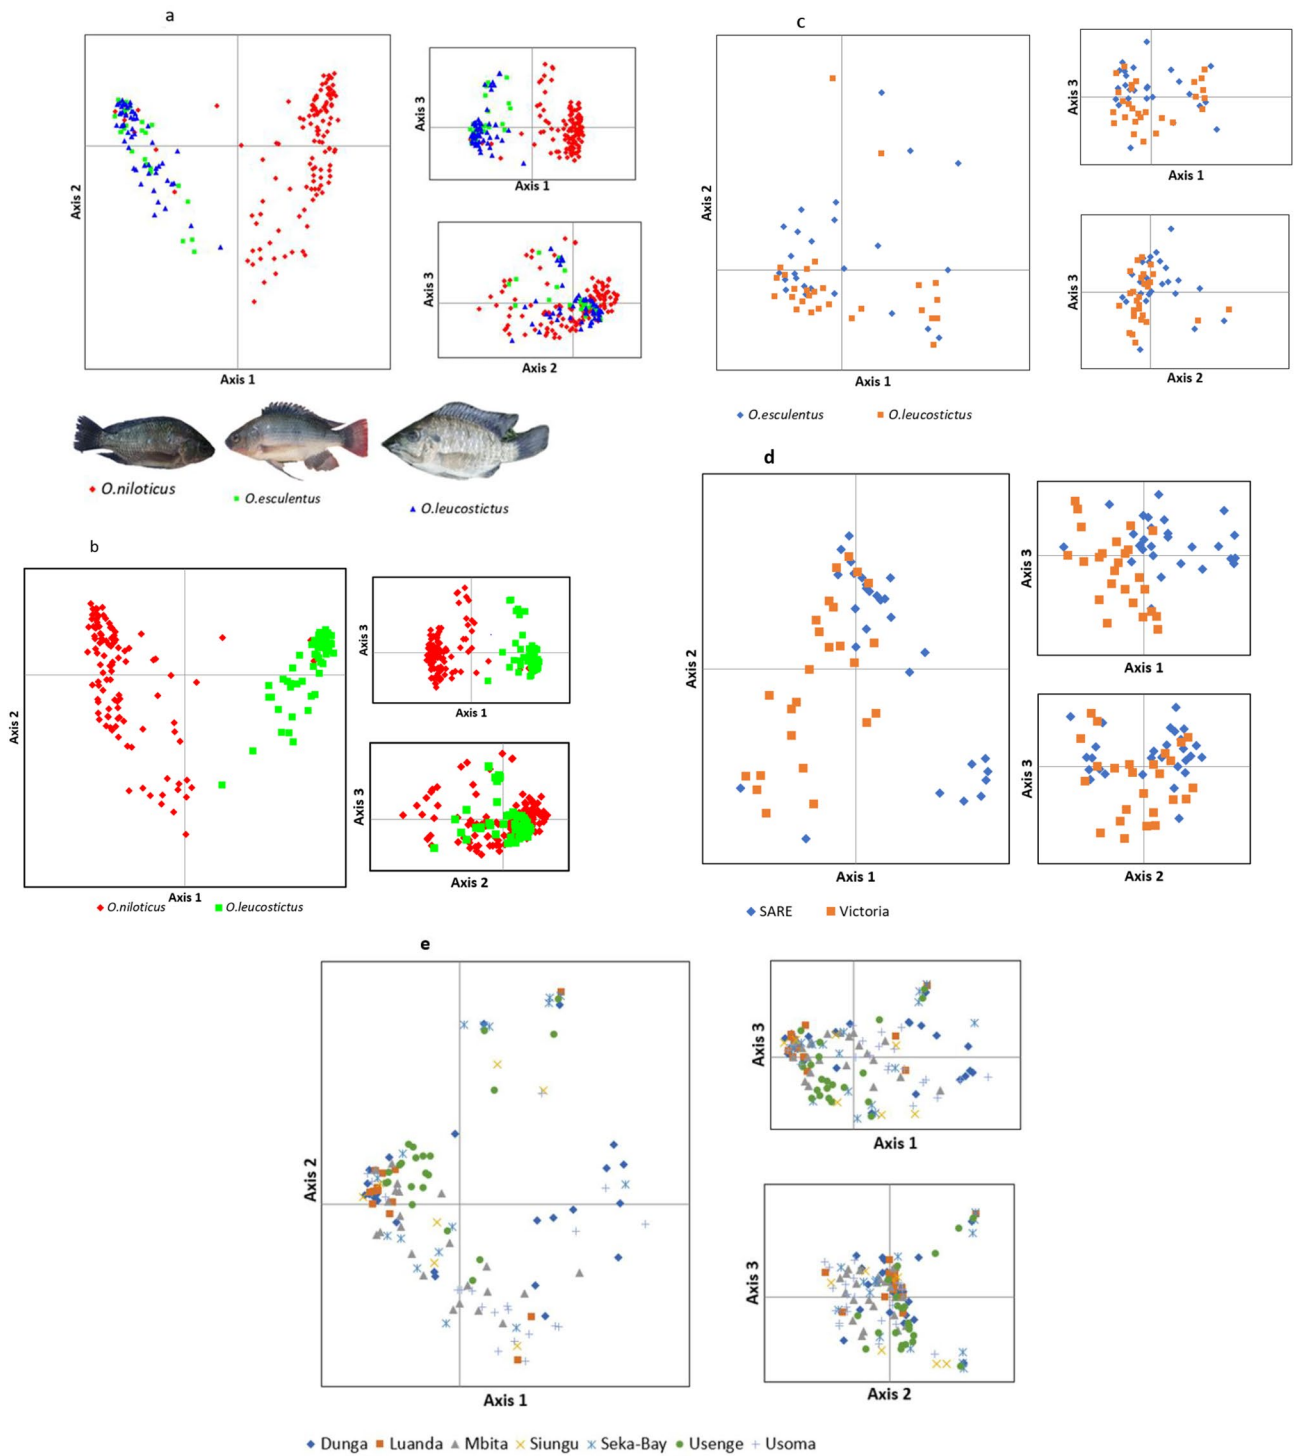 a
Axis 2
Axis 1
Axis 3
Axis 1
Axis 3
Axis 2
O.niloticus
O.esculentus
O.leucostictus
c
Axis 2
Axis 1
Axis 3
Axis 1
Axis 3
Axis 2
O.esculentus O.leucostictus
b
Axis 2
Axis 1
Axis 3
Axis 1
Axis 3
Axis 2
O.niloticus O.leucostictus
d
Axis 2
Axis 1
Axis 3
Axis 1
Axis 3
Axis 2
SARE Victoria
e
Axis 2
Axis 1
Axis 3
Axis 1
Axis 3
Axis 2
Dunga Luanda Mbita Siungu Seka-Bay Usenge Usoma